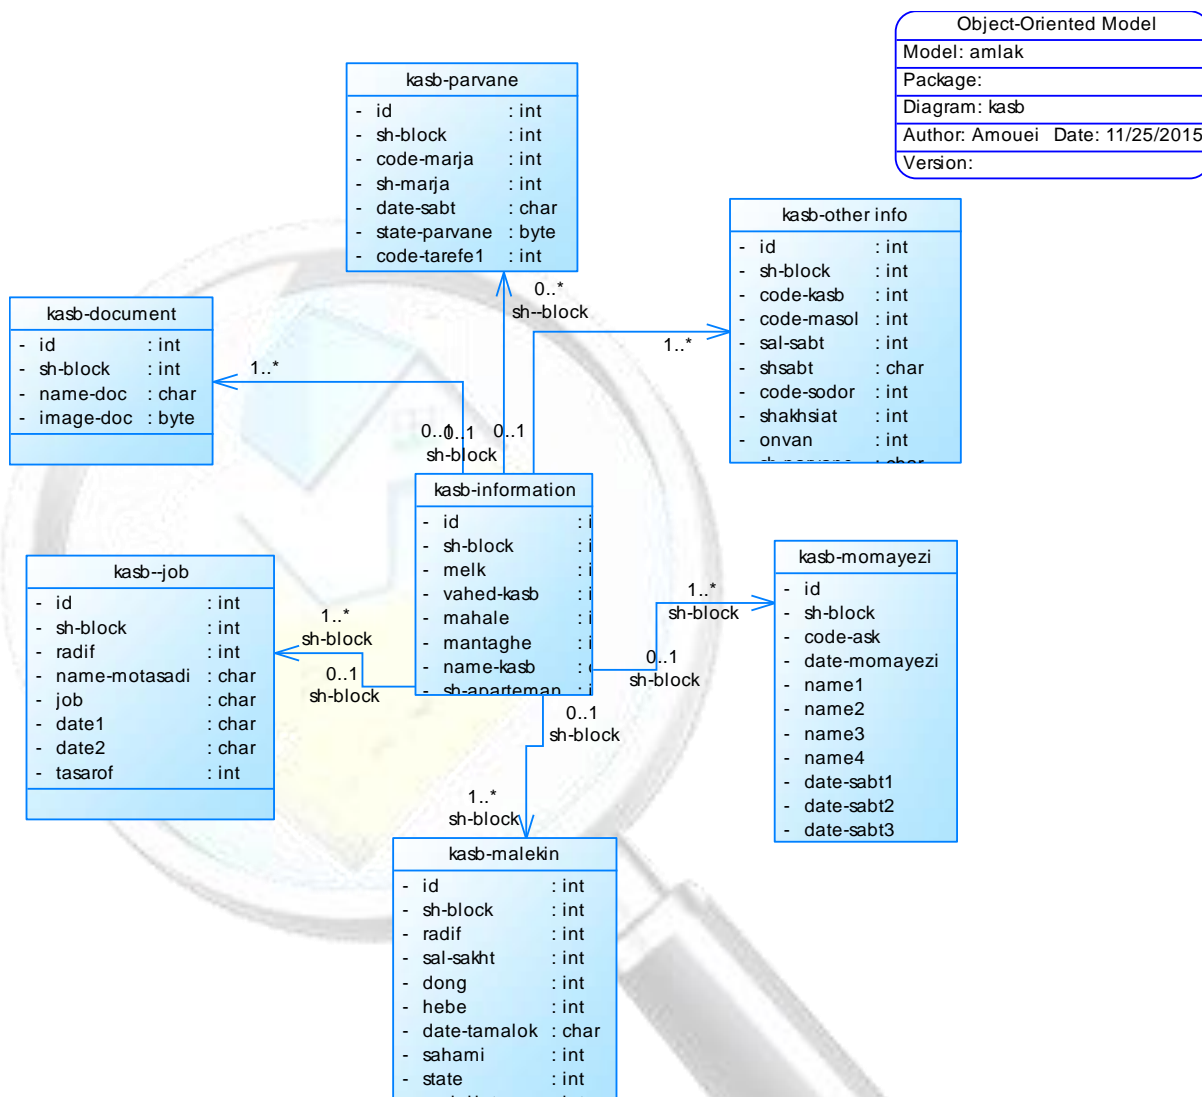 Object-Oriented Model
Model: amlak
Package:
Diagram: kasb
Author: Amouei Date: 11/25/2015
Version:
kasb-parvane
- id : int
- sh-block : int
- code-marja : int
- sh-marja : int
- date-sabt : char
- state-parvane : byte
- code-tarefe1 : int
kasb-other info
- id : int
- sh-block : int
- code-kasb : int
- code-masol : int
- sal-sabt : int
- shsabt : char
- code-sodor : int
- shakhsiat : int
- onvan : int
0..*
sh--block
1..*
kasb-document
- id : int
- sh-block : int
- name-doc : char
- image-doc : byte
1..*
0..1
0..1
0..1
sh-block
kasb-information
- id : i
- sh-block : i
- melk : i
- vahed-kasb : i
- mahale : i
- mantaghe : i
- name-kasb :
- sh-aparteman : i
kasb--job
- id : int
- sh-block : int
- radif : int
- name-motasadi : char
- job : char
- date1 : char
- date2 : char
- tasarof : int
1..*
sh-block
0..1
sh-block
kasb-momayezi
- id
- sh-block
- code-ask
- date-momayezi
- name1
- name2
- name3
- name4
- date-sabt1
- date-sabt2
- date-sabt3
1..*
sh-block
0..1
sh-block
0..1
sh-block
1..*
sh-block
kasb-malekin
- id : int
- sh-block : int
- radif : int
- sal-sakht : int
- dong : int
- hebe : int
- date-tamalok : char
- sahami : int
- state : int